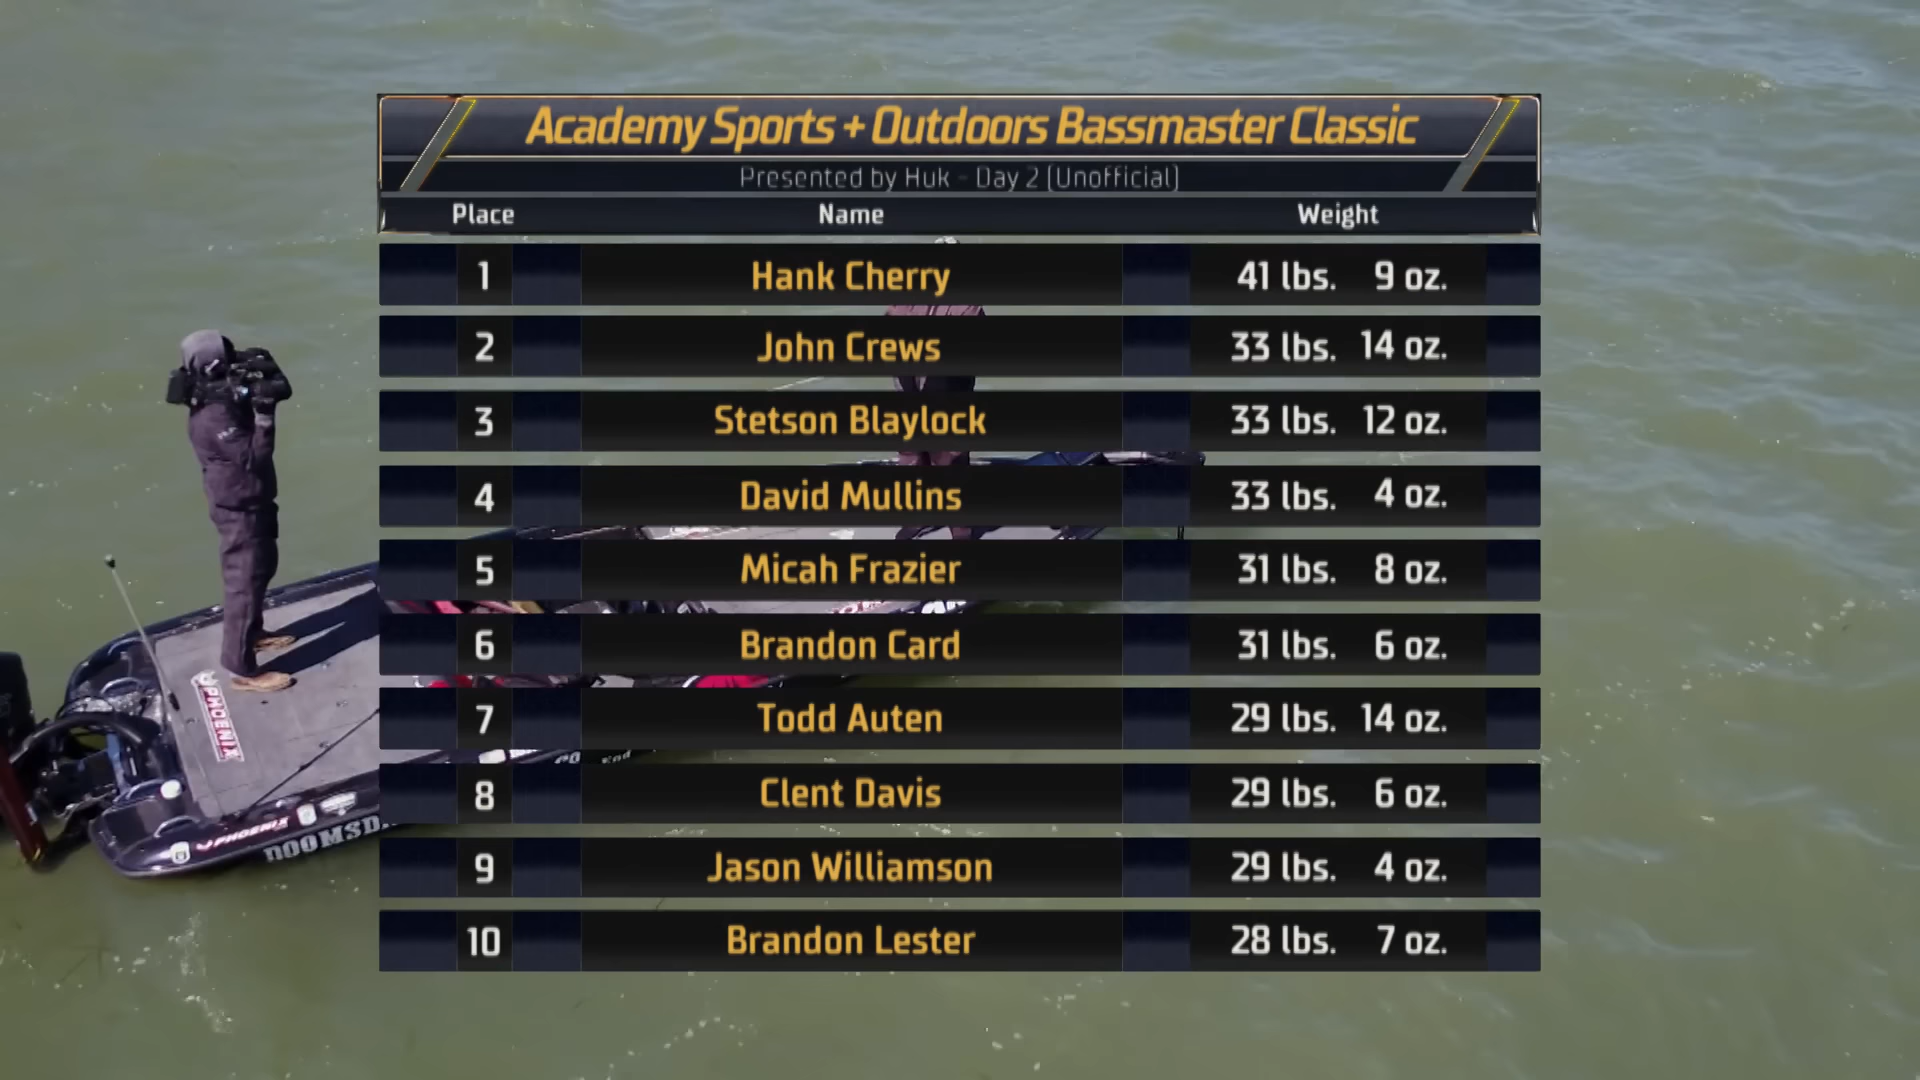 Academy Sports + Outdoors Bassmaster Classic
Presented by Huk - Day 2 (Unofficial)
Place Name Weight
1 Hank Cherry 41 lbs. 9 oz.
2 John Crews 33 lbs. 14 oz.
3 Stetson Blaylock 33 lbs. 12 oz.
4 David Mullins 33 lbs. 4 oz.
5 Micah Frazier 31 lbs. 8 oz.
6 Brandon Card 31 lbs. 6 oz.
7 Todd Auten 29 lbs. 14 oz.
8 Clent Davis 29 lbs. 6 oz.
9 Jason Williamson 29 lbs. 4 oz.
10 Brandon Lester 28 lbs. 7 oz.
PHOENIX
PHOENIX